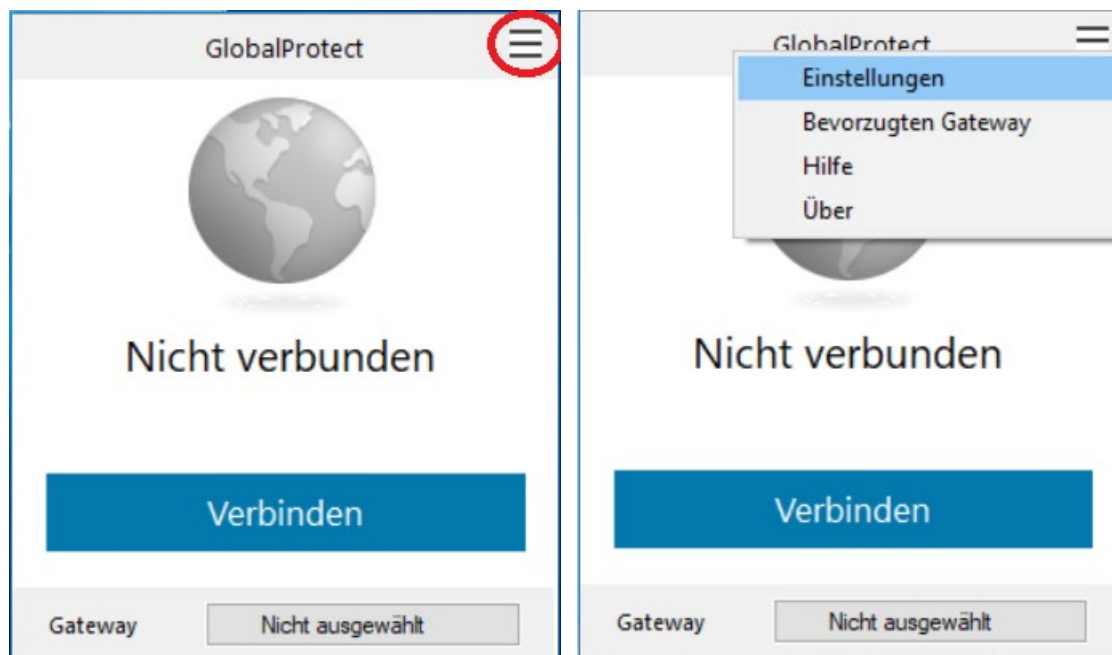 GlobalProtect
Nicht verbunden
Verbinden
Gateway
Nicht ausgewählt
GlobalProtect
Einstellungen
Bevorzugten Gateway
Hilfe
Über
Nicht verbunden
Verbinden
Gateway
Nicht ausgewählt